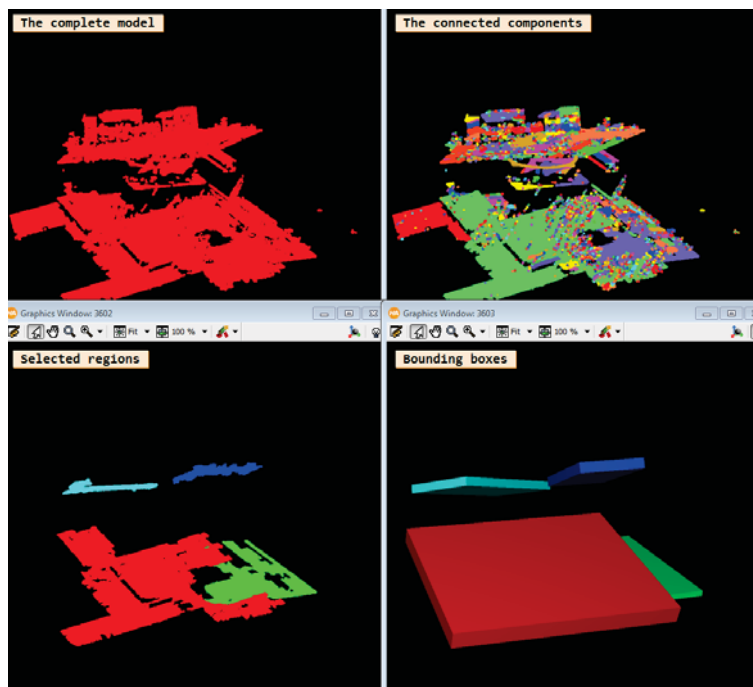 The complete model
The connected components
Graphics Window: 3602
Graphics Window: 3603
Fit
100 %
Fit
100 %
Selected regions
Bounding boxes